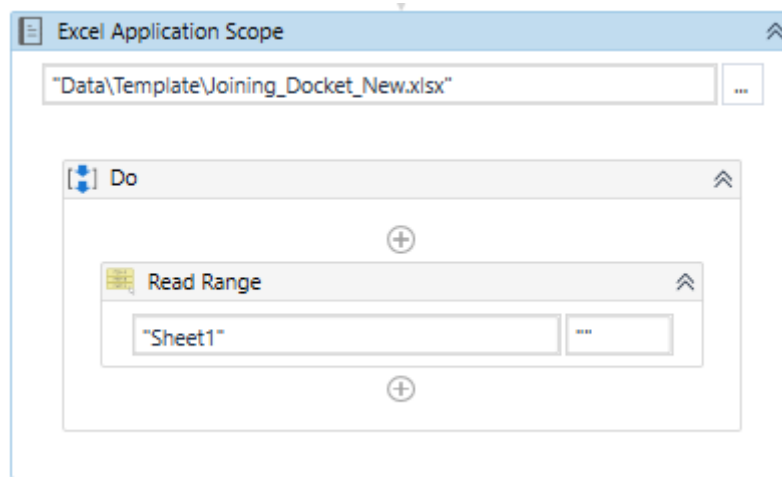 Excel Application Scope
"Data\Template\Joining_Docket_New.xlsx"
...
Do
Read Range
"Sheet1"
""